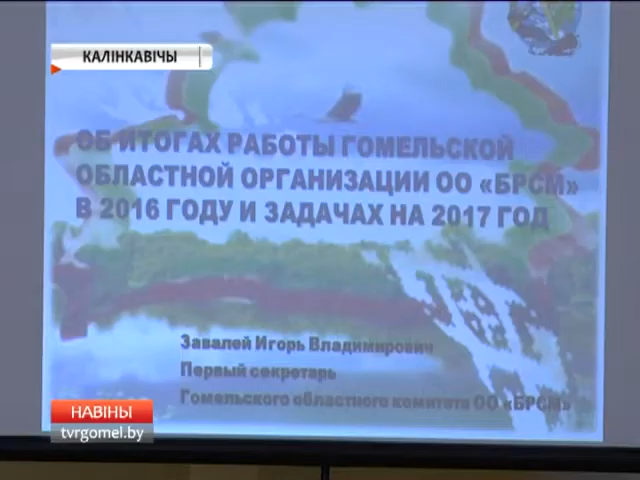 КАЛІНКАВІЧЫ
ОБ ИТОГАХ РАБОТЫ ГОМЕЛЬСКОЙ
ОБЛАСТНОЙ ОРГАНИЗАЦИИ ОО «БРСМ»
В 2016 ГОДУ И ЗАДАЧАХ НА 2017 ГОД
Завалей Игорь Владимирович
Первый секретарь
Гомельского областного комитета ОО «БРСМ»
НАВІНЫ
tvrgomel.by